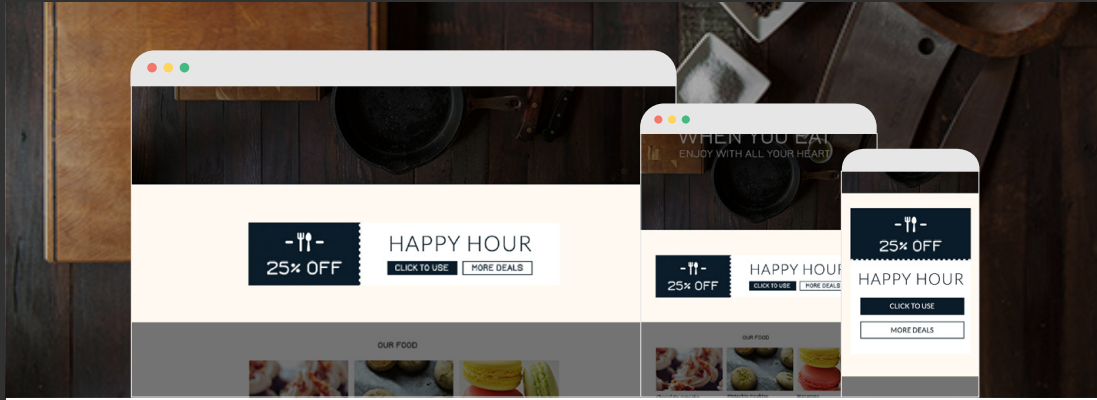 25% OFF
HAPPY HOUR
CLICK TO USE
MORE DEALS
OUR FOOD
WHEN YOU EAT
ENJOY WITH ALL YOUR HEART
25% OFF
HAPPY HOUR
CLICK TO USE
MORE DEALS
OUR FOOD
25% OFF
HAPPY HOUR
CLICK TO USE
MORE DEALS